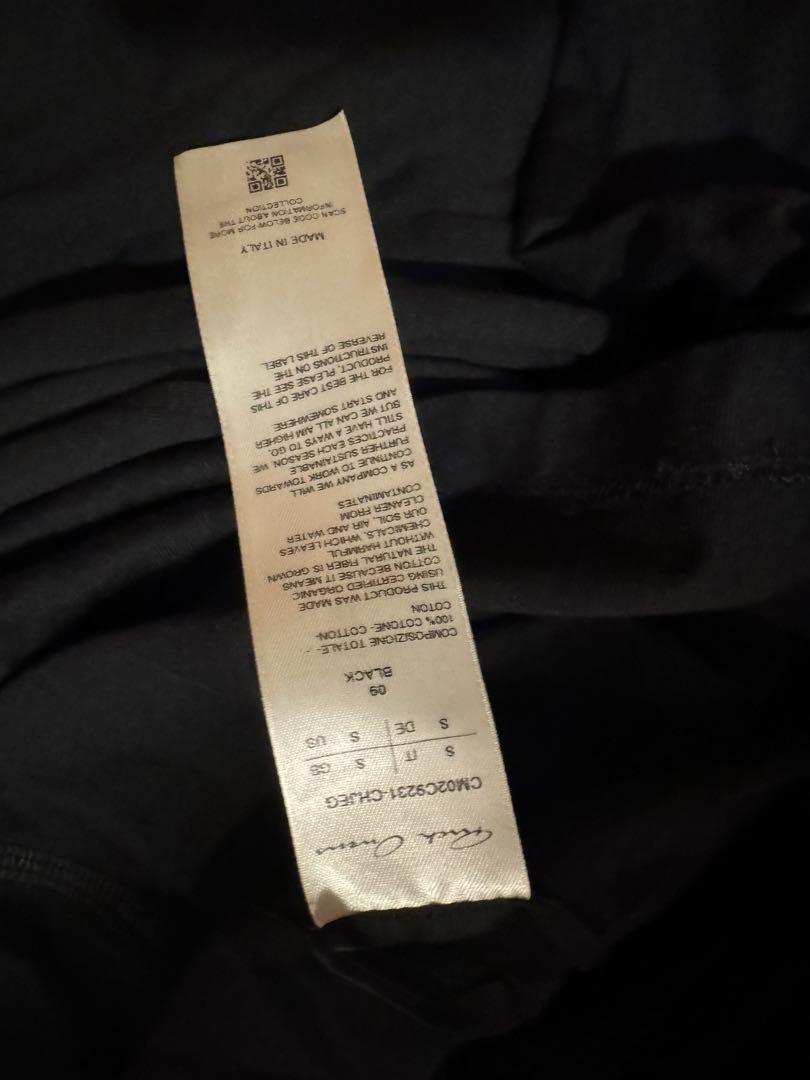 Rick Owens
CM02C9231-CHJEG
S IT S GB
S DE S US
09
BLACK
COMPOSIZIONE TOTALE-
100% COTONE- COTTON-
COTON
THIS PRODUCT WAS MADE
USING CERTIFIED ORGANIC
COTTON BECAUSE IT MEANS
THE NATURAL FIBER IS GROWN
WITHOUT HARMFUL
CHEMICALS, WHICH LEAVES
OUR SOIL, AIR AND WATER
CLEANER FROM
CONTAMINATES
AS A COMPANY WE WILL
CONTINUE TO WORK TOWARDS
FURTHER SUSTAINABLE
PRACTICES EACH SEASON. WE
STILL HAVE A WAYS TO GO,
BUT WE CAN ALL AIM HIGHER
AND START SOMEWHERE
FOR THE BEST CARE OF THIS
PRODUCT, PLEASE SEE THE
INSTRUCTIONS ON THE
REVERSE OF THIS LABEL
MADE IN ITALY
SCAN CODE BELOW FOR MORE
INFORMATION ABOUT THE
COLLECTION